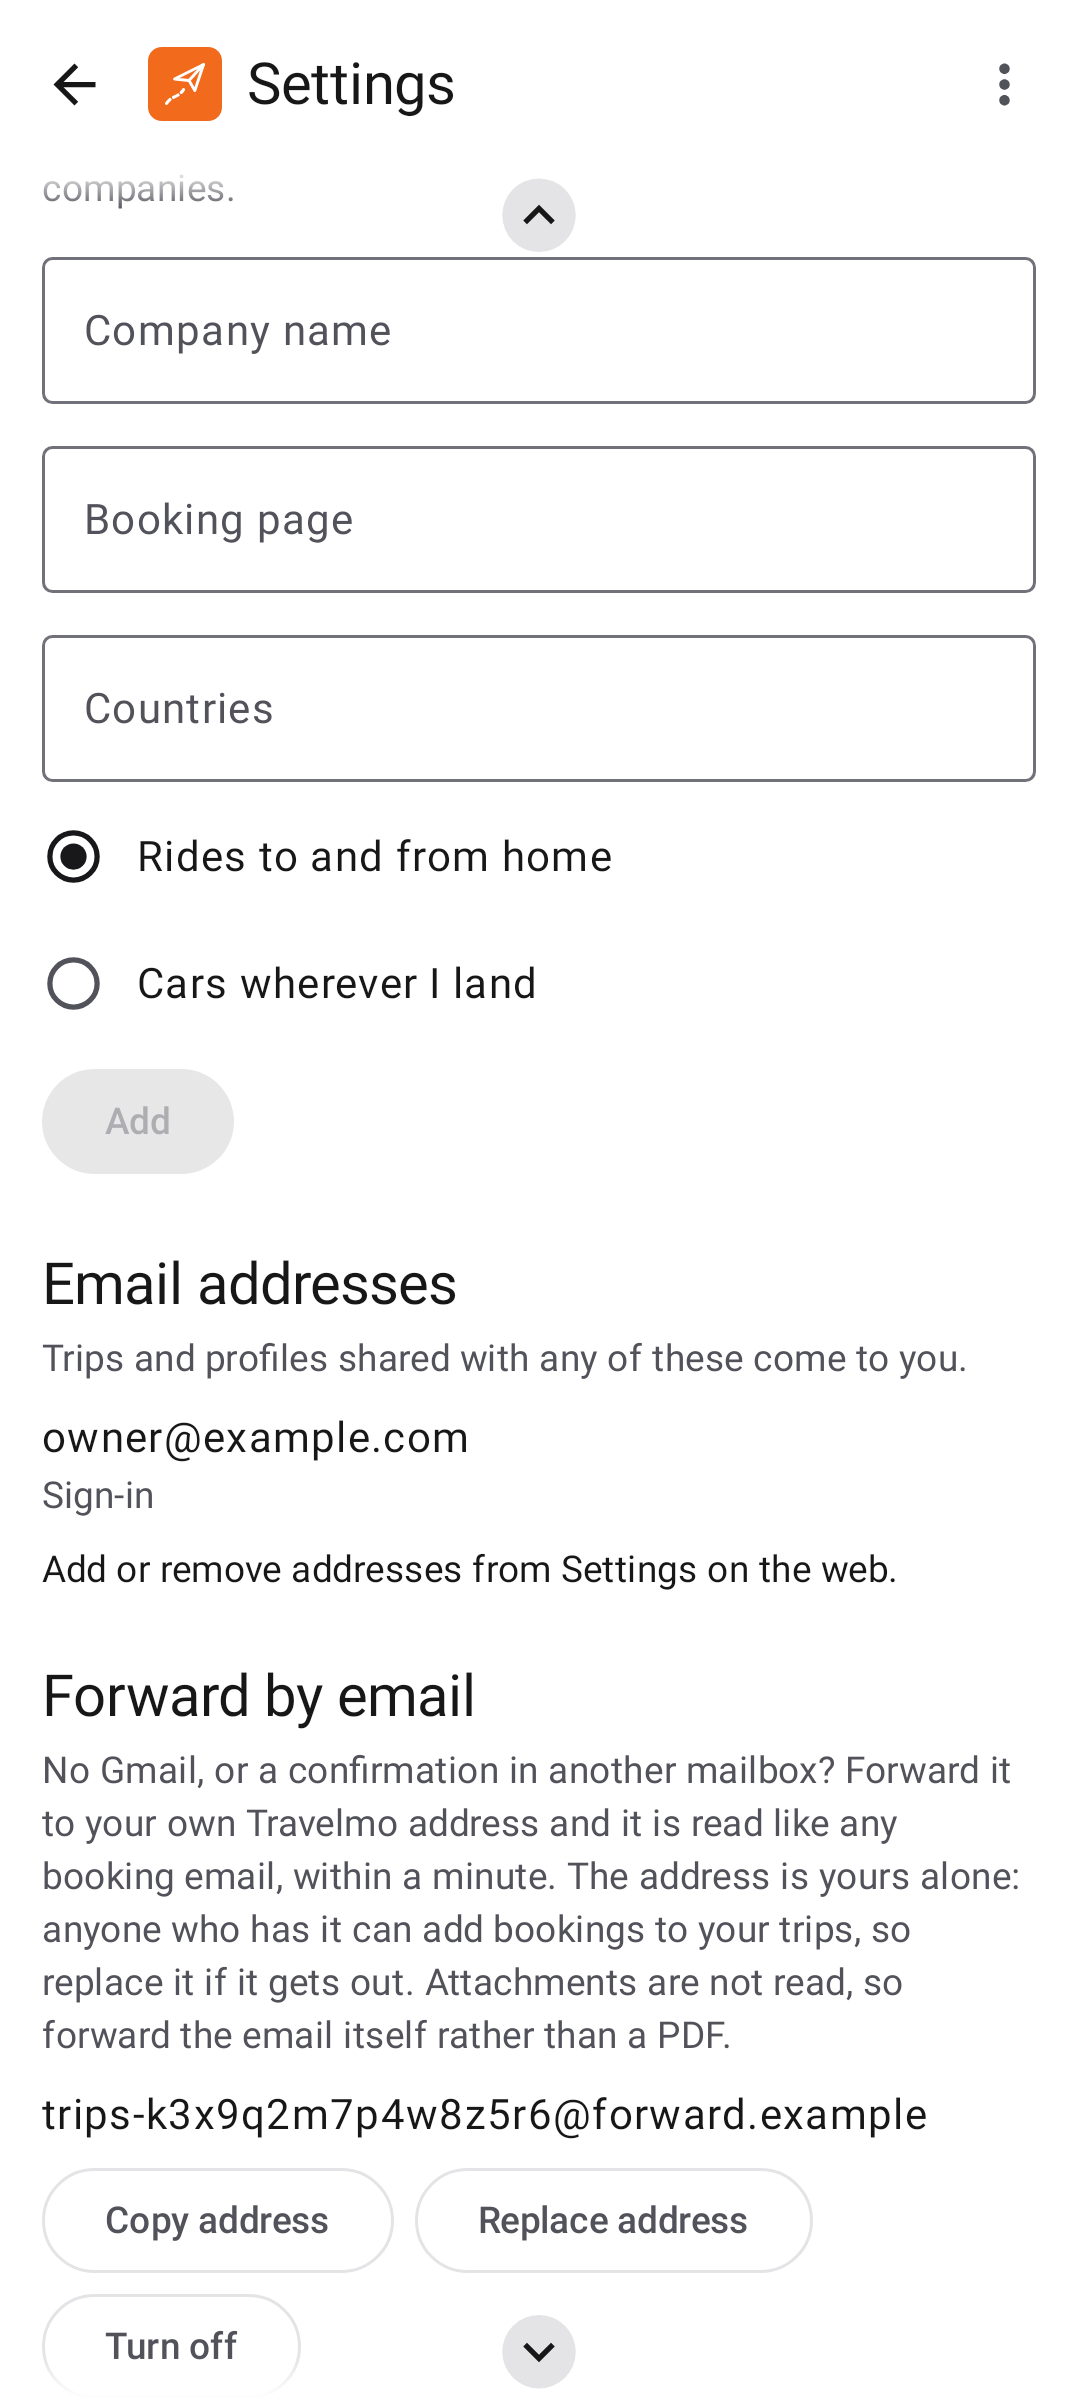 Settings
companies.
Company name
Booking page
Countries
Rides to and from home
Cars wherever I land
Add
Email addresses
Trips and profiles shared with any of these come to you.
owner@example.com
Sign-in
Add or remove addresses from Settings on the web.
Forward by email
No Gmail, or a confirmation in another mailbox? Forward it
to your own Travelmo address and it is read like any
booking email, within a minute. The address is yours alone:
anyone who has it can add bookings to your trips, so
replace it if it gets out. Attachments are not read, so
forward the email itself rather than a PDF.
trips-k3x9q2m7p4w8z5r6@forward.example
Copy address
Replace address
Turn off